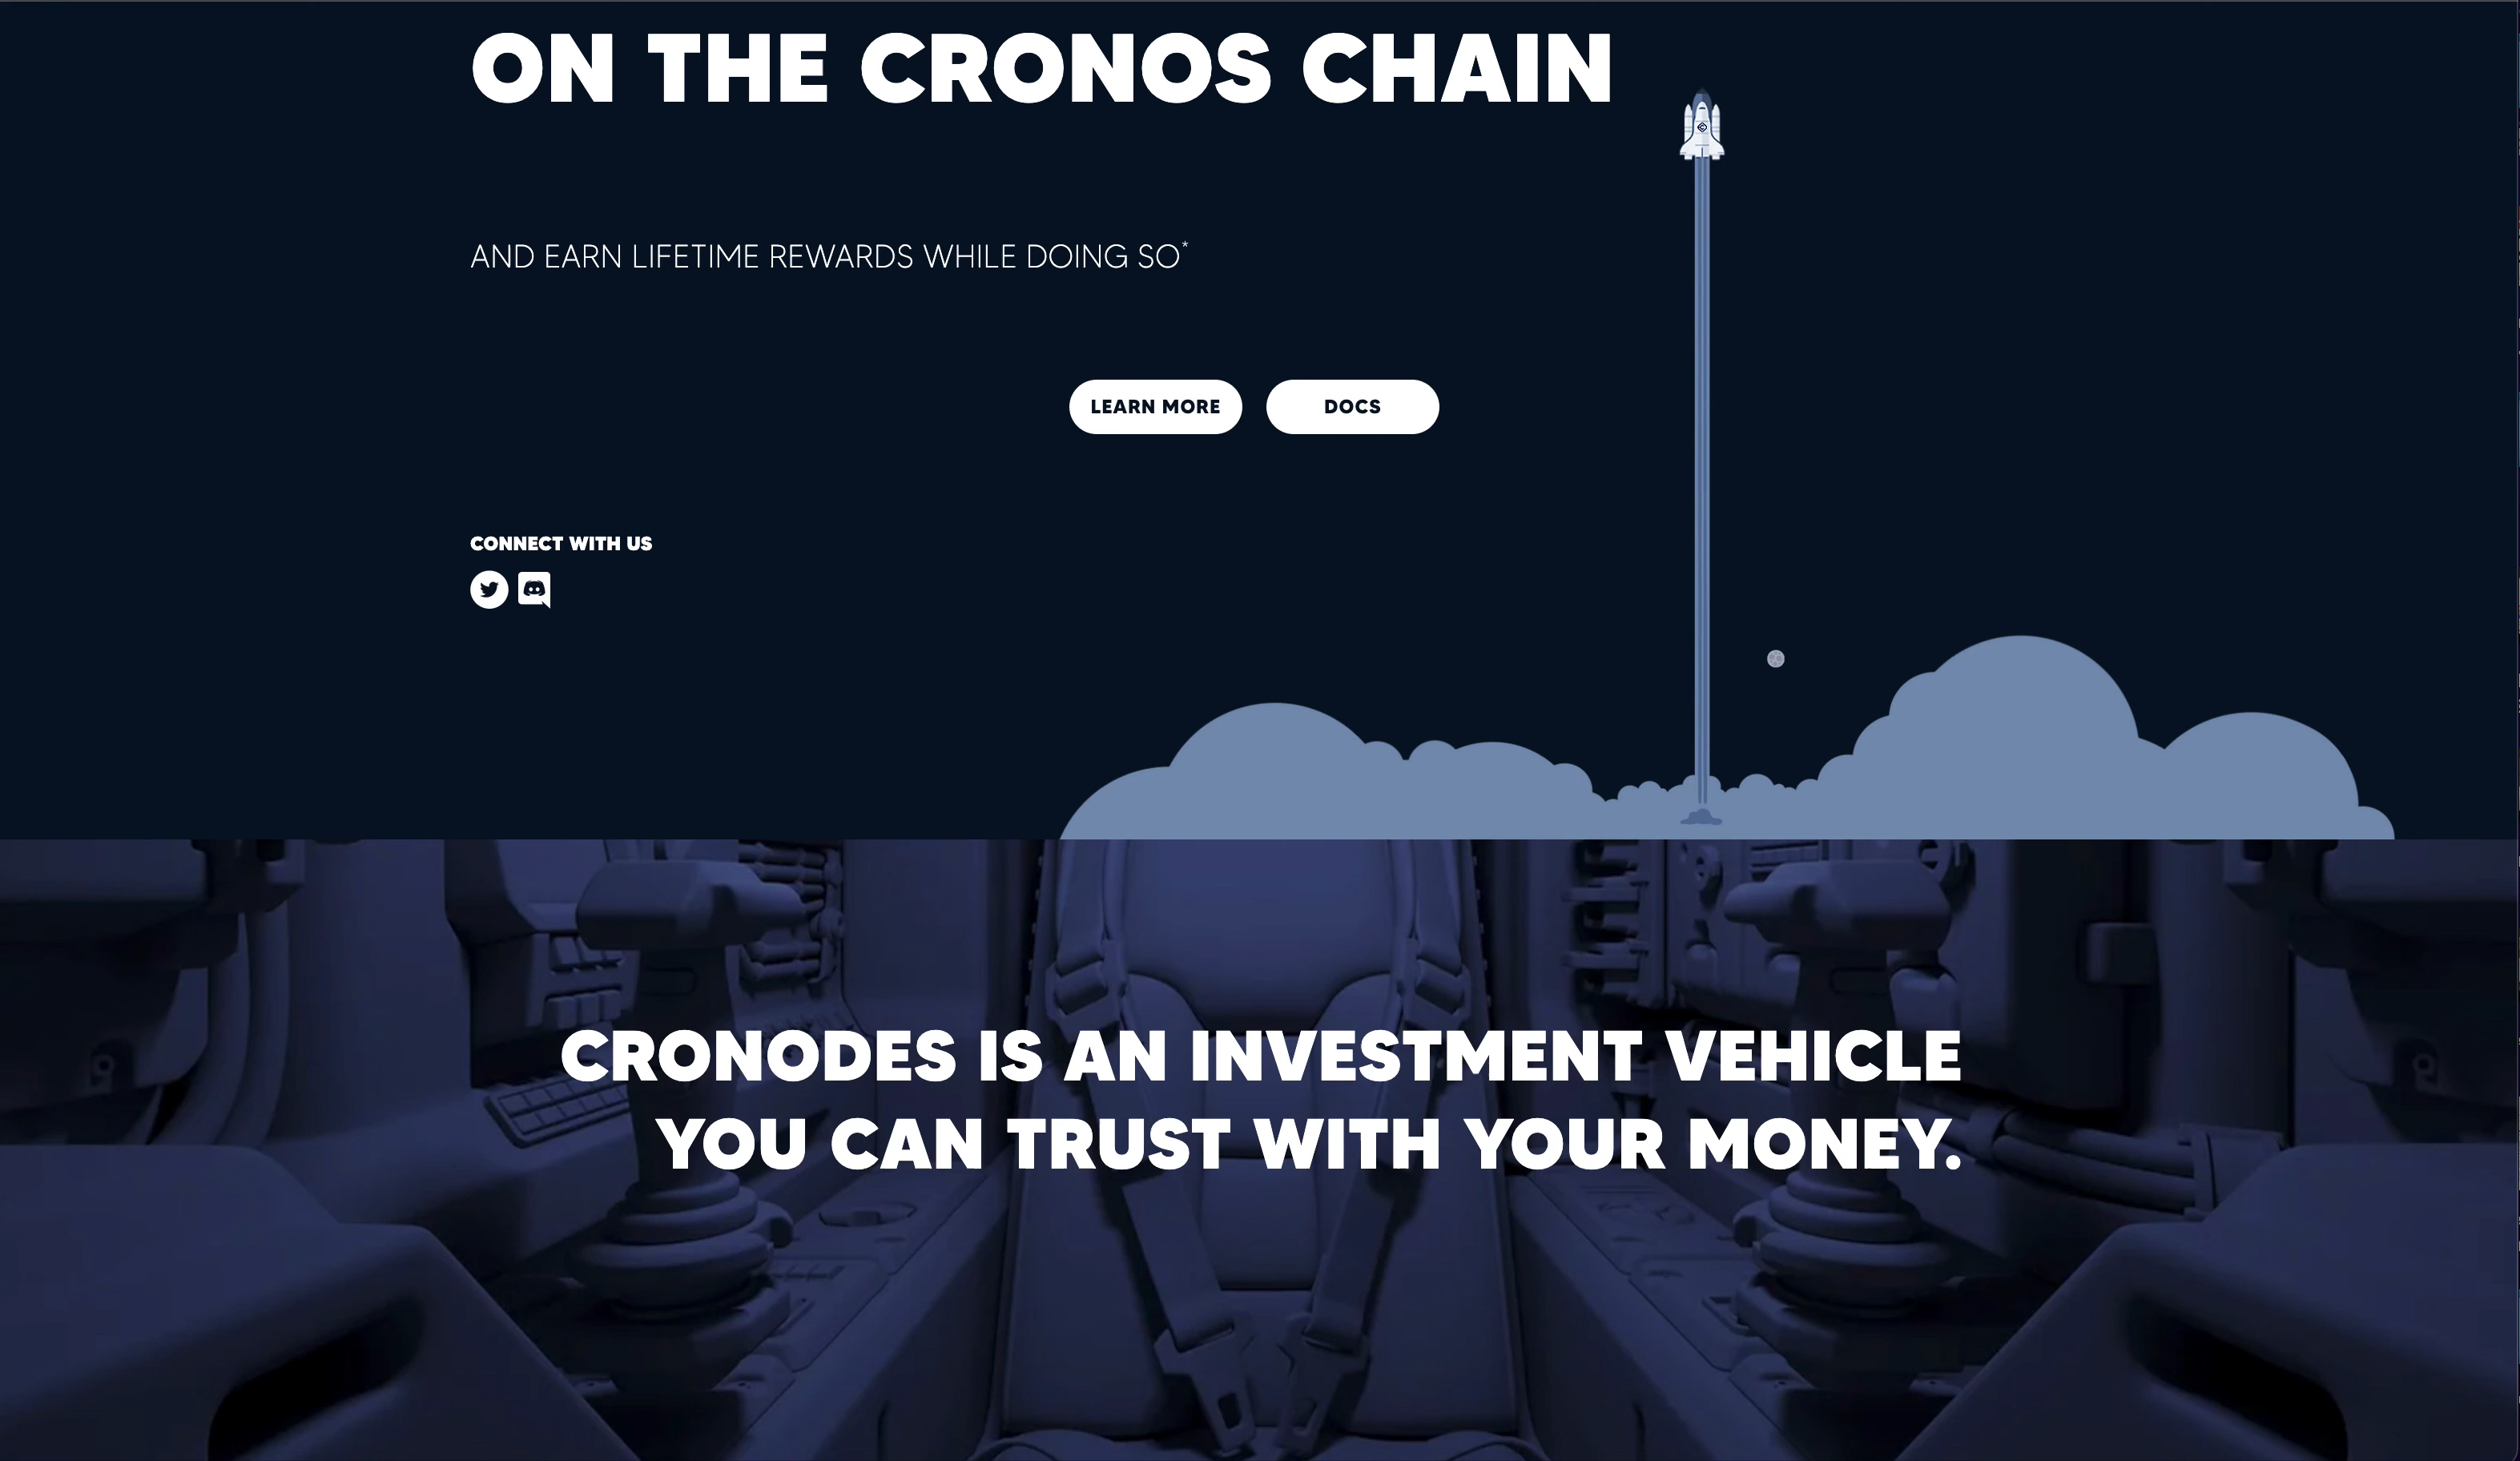 ON THE CRONOS CHAIN
AND EARN LIFETIME REWARDS WHILE DOING SO*
LEARN MORE
DOCS
CONNECT WITH US
CRONODES IS AN INVESTMENT VEHICLE
YOU CAN TRUST WITH YOUR MONEY.